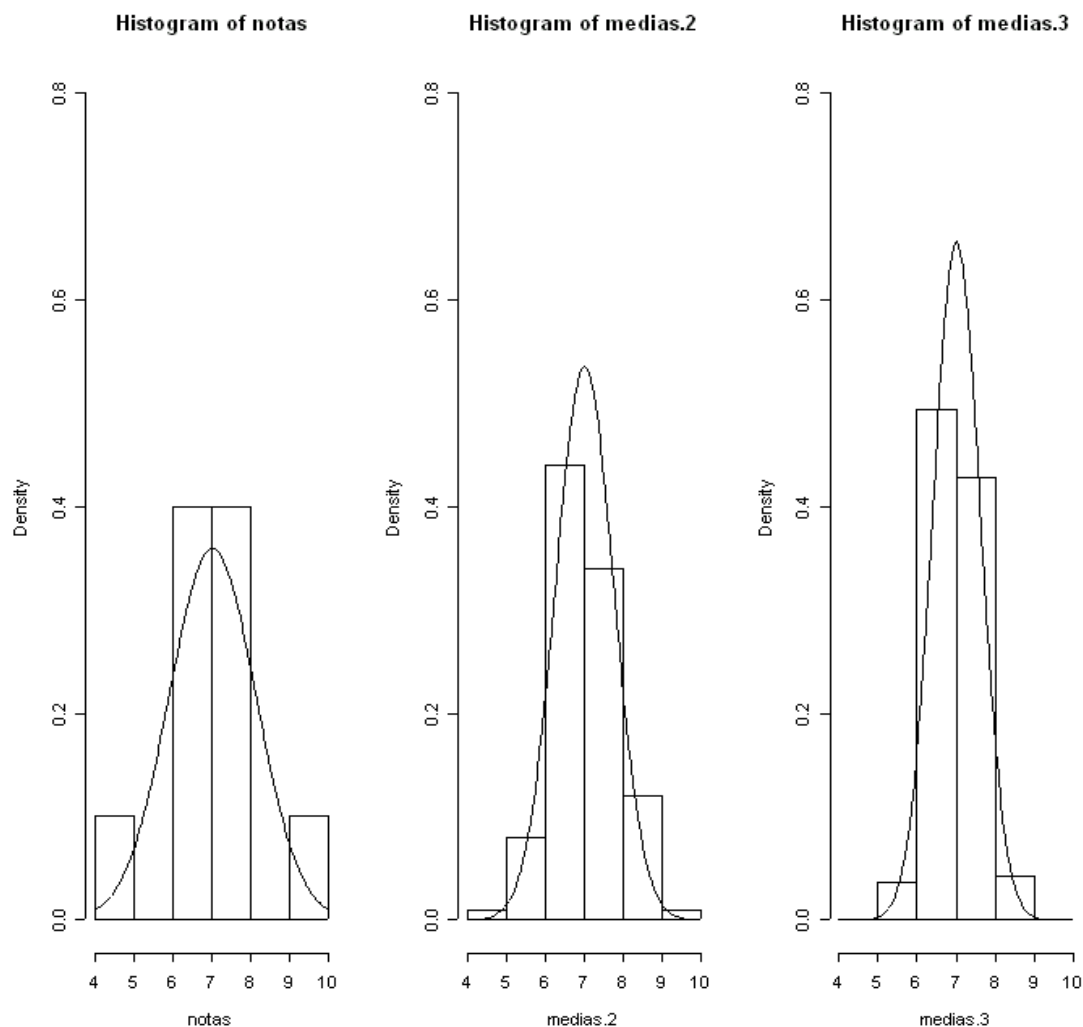 Histogram of notas
Density
0.0
0.2
0.4
0.6
0.8
4 5 6 7 8 9 10
notas
Histogram of medias.2
Density
0.0
0.2
0.4
0.6
0.8
4 5 6 7 8 9 10
medias.2
Histogram of medias.3
Density
0.0
0.2
0.4
0.6
0.8
4 5 6 7 8 9 10
medias.3